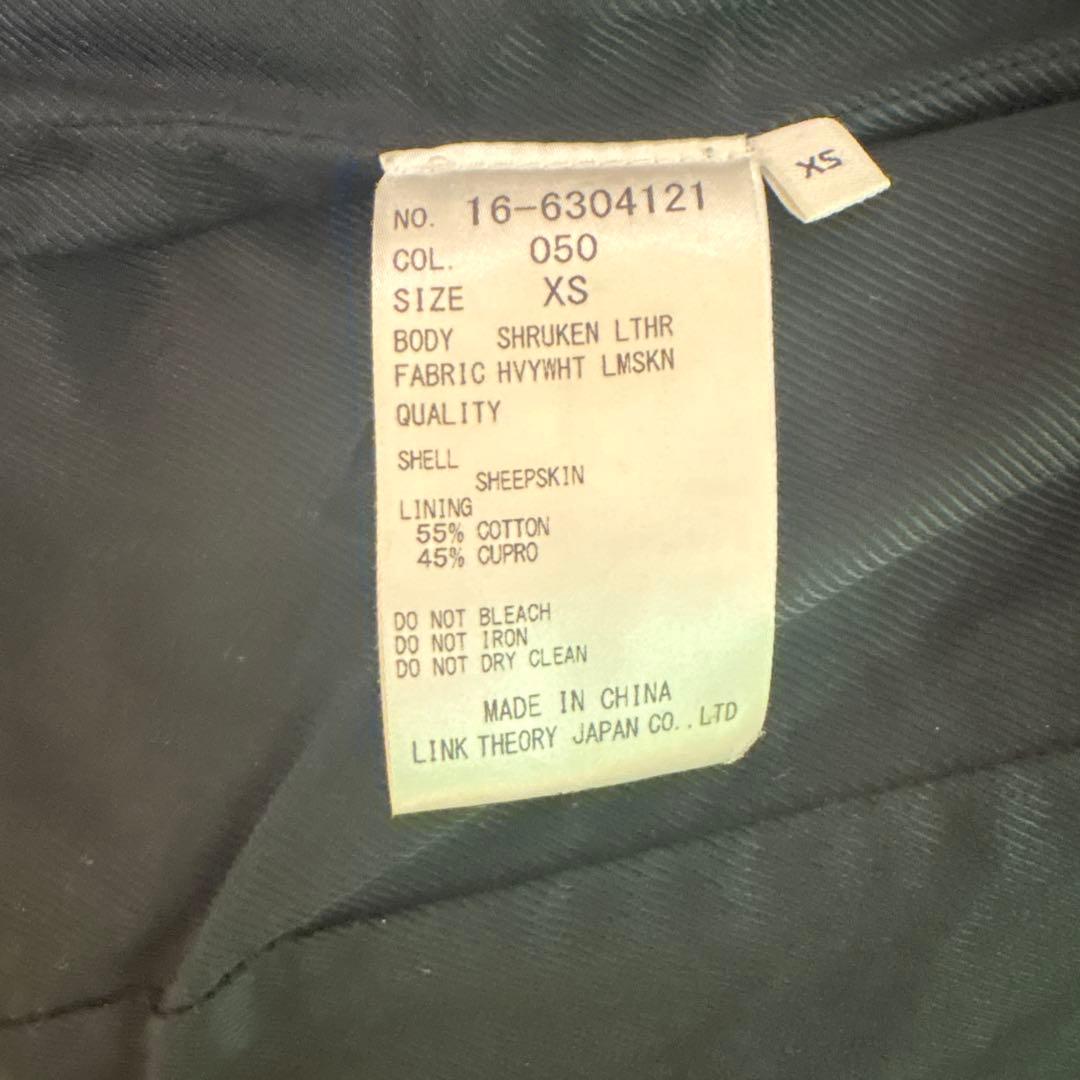 XS
NO. 16-6304121
COL. 050
SIZE XS
BODY SHRUKEN LTHR
FABRIC HVYWHT LMSKN
QUALITY
SHELL
SHEEPSKIN
LINING
55% COTTON
45% CUPRO
DO NOT BLEACH
DO NOT IRON
DO NOT DRY CLEAN
MADE IN CHINA
LINK THEORY JAPAN CO..LTD